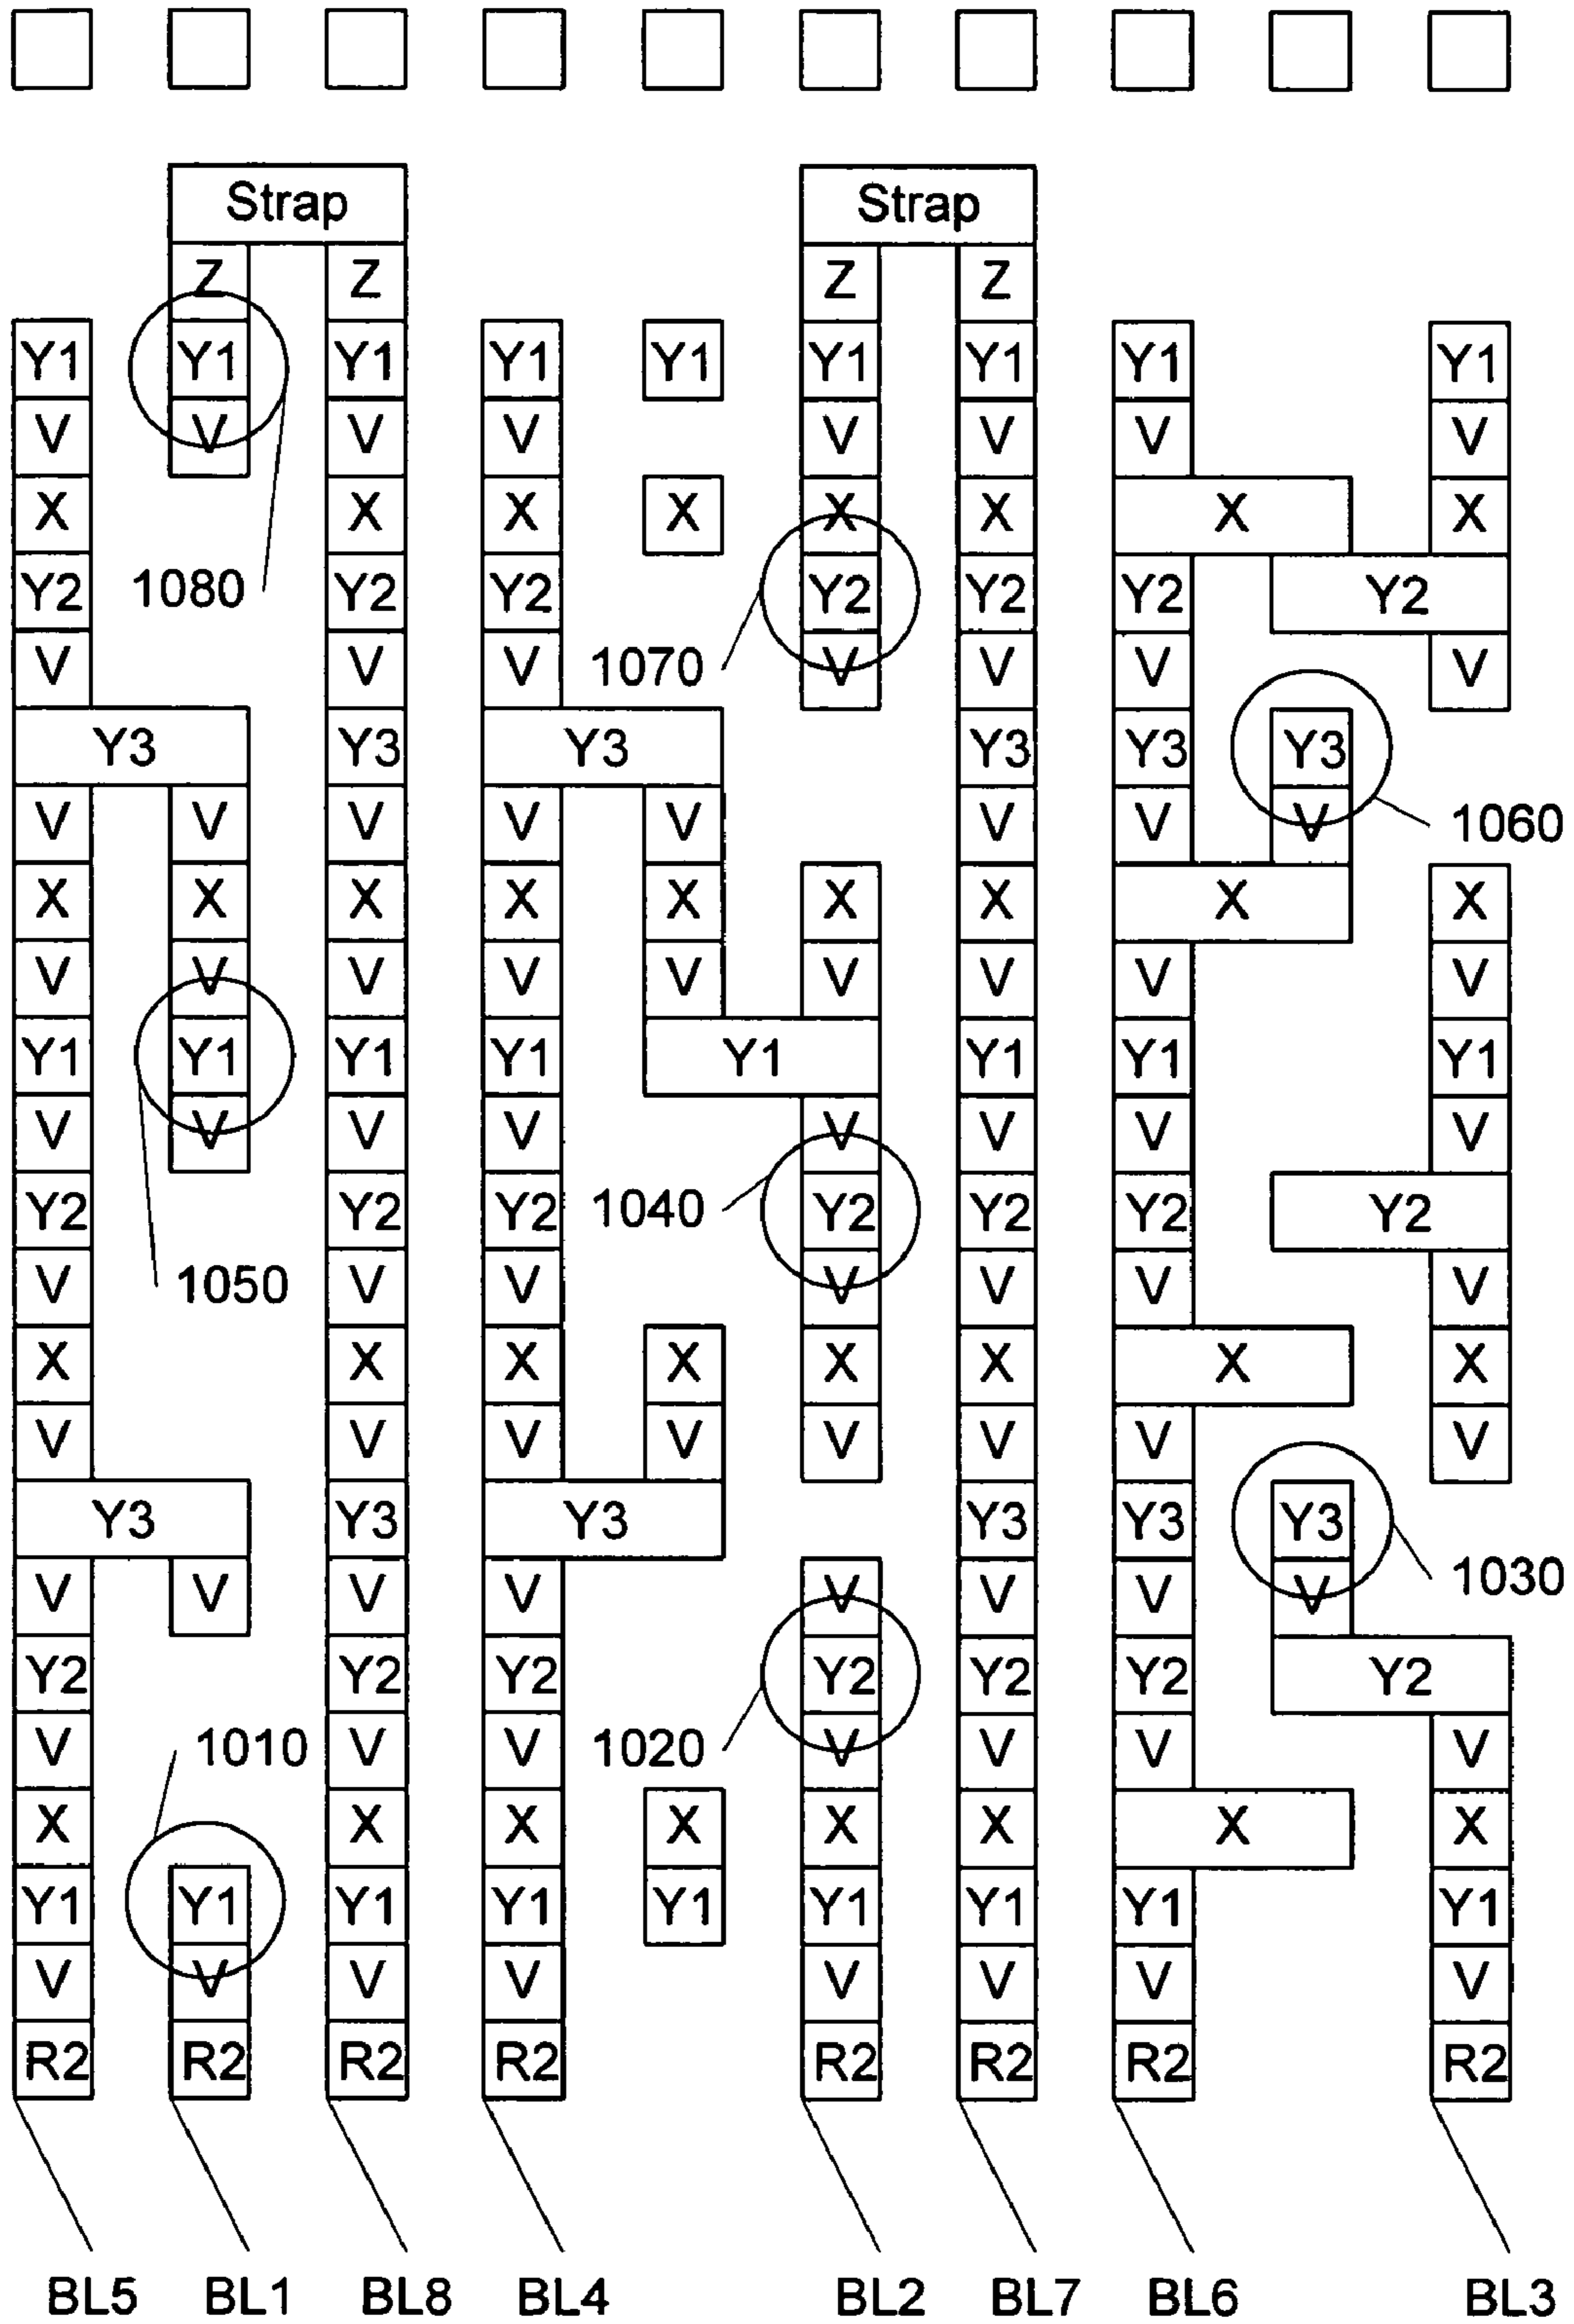 Strap Strap
Z Z Z Z
Y1 Y1 Y1 Y1 Y1 Y1 Y1 Y1 Y1
V V V V V V V V
X X X X X X X X
Y2 1080 Y2 Y2 Y2 Y2 Y2 Y2
V V V 1070 V V V V
Y3 Y3 Y3 Y3 Y3 Y3
V V V V V V V V 1060
X X X X X X X X X
V V V V V V V V V
Y1 Y1 Y1 Y1 Y1 Y1 Y1 Y1
V V V V V V V V
Y2 Y2 Y2 1040 Y2 Y2 Y2 Y2
V 1050 V V V V V V
X X X X X X X X
V V V V V V V V
Y3 Y3 Y3 Y3 Y3 Y3
V V V V V V V V 1030
Y2 Y2 Y2 Y2 Y2 Y2 Y2
V 1010 V V 1020 V V V V
X X X X X X X X
Y1 Y1 Y1 Y1 Y1 Y1 Y1 Y1 Y1
V V V V V V V V
R2 R2 R2 R2 R2 R2 R2 R2
BL5 BL1 BL8 BL4 BL2 BL7 BL6 BL3